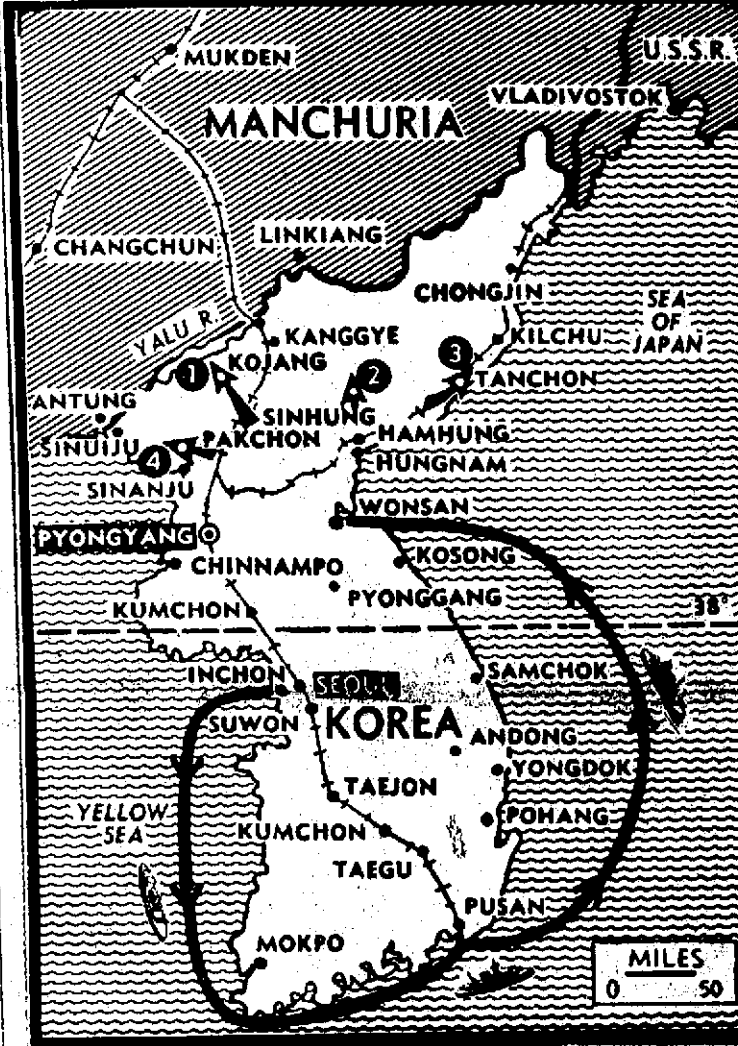 MUKDEN
U.S.S.R.
VLADIVOSTOK
MANCHURIA
CHANGCHUN
LINKIANG
CHONGJIN
SEA
OF
JAPAN
YALU R.
KANGGYE
KILCHU
KOJANG
1
2
3
TANCHON
ANTUNG
SINHUNG
SINUIJU
PAKCHON
HAMHUNG
4
HUNGNAM
SINANJU
WONSAN
PYONGYANG
KOSONG
CHINNAMPO
PYONGGANG
KUMCHON
38°
INCHON
SEOUL
SAMCHOK
SUWON
KOREA
ANDONG
YONGDOK
TAEJON
YELLOW
SEA
KUMCHON
POHANG
TAEGU
PUSAN
MOKPO
MILES
0 50